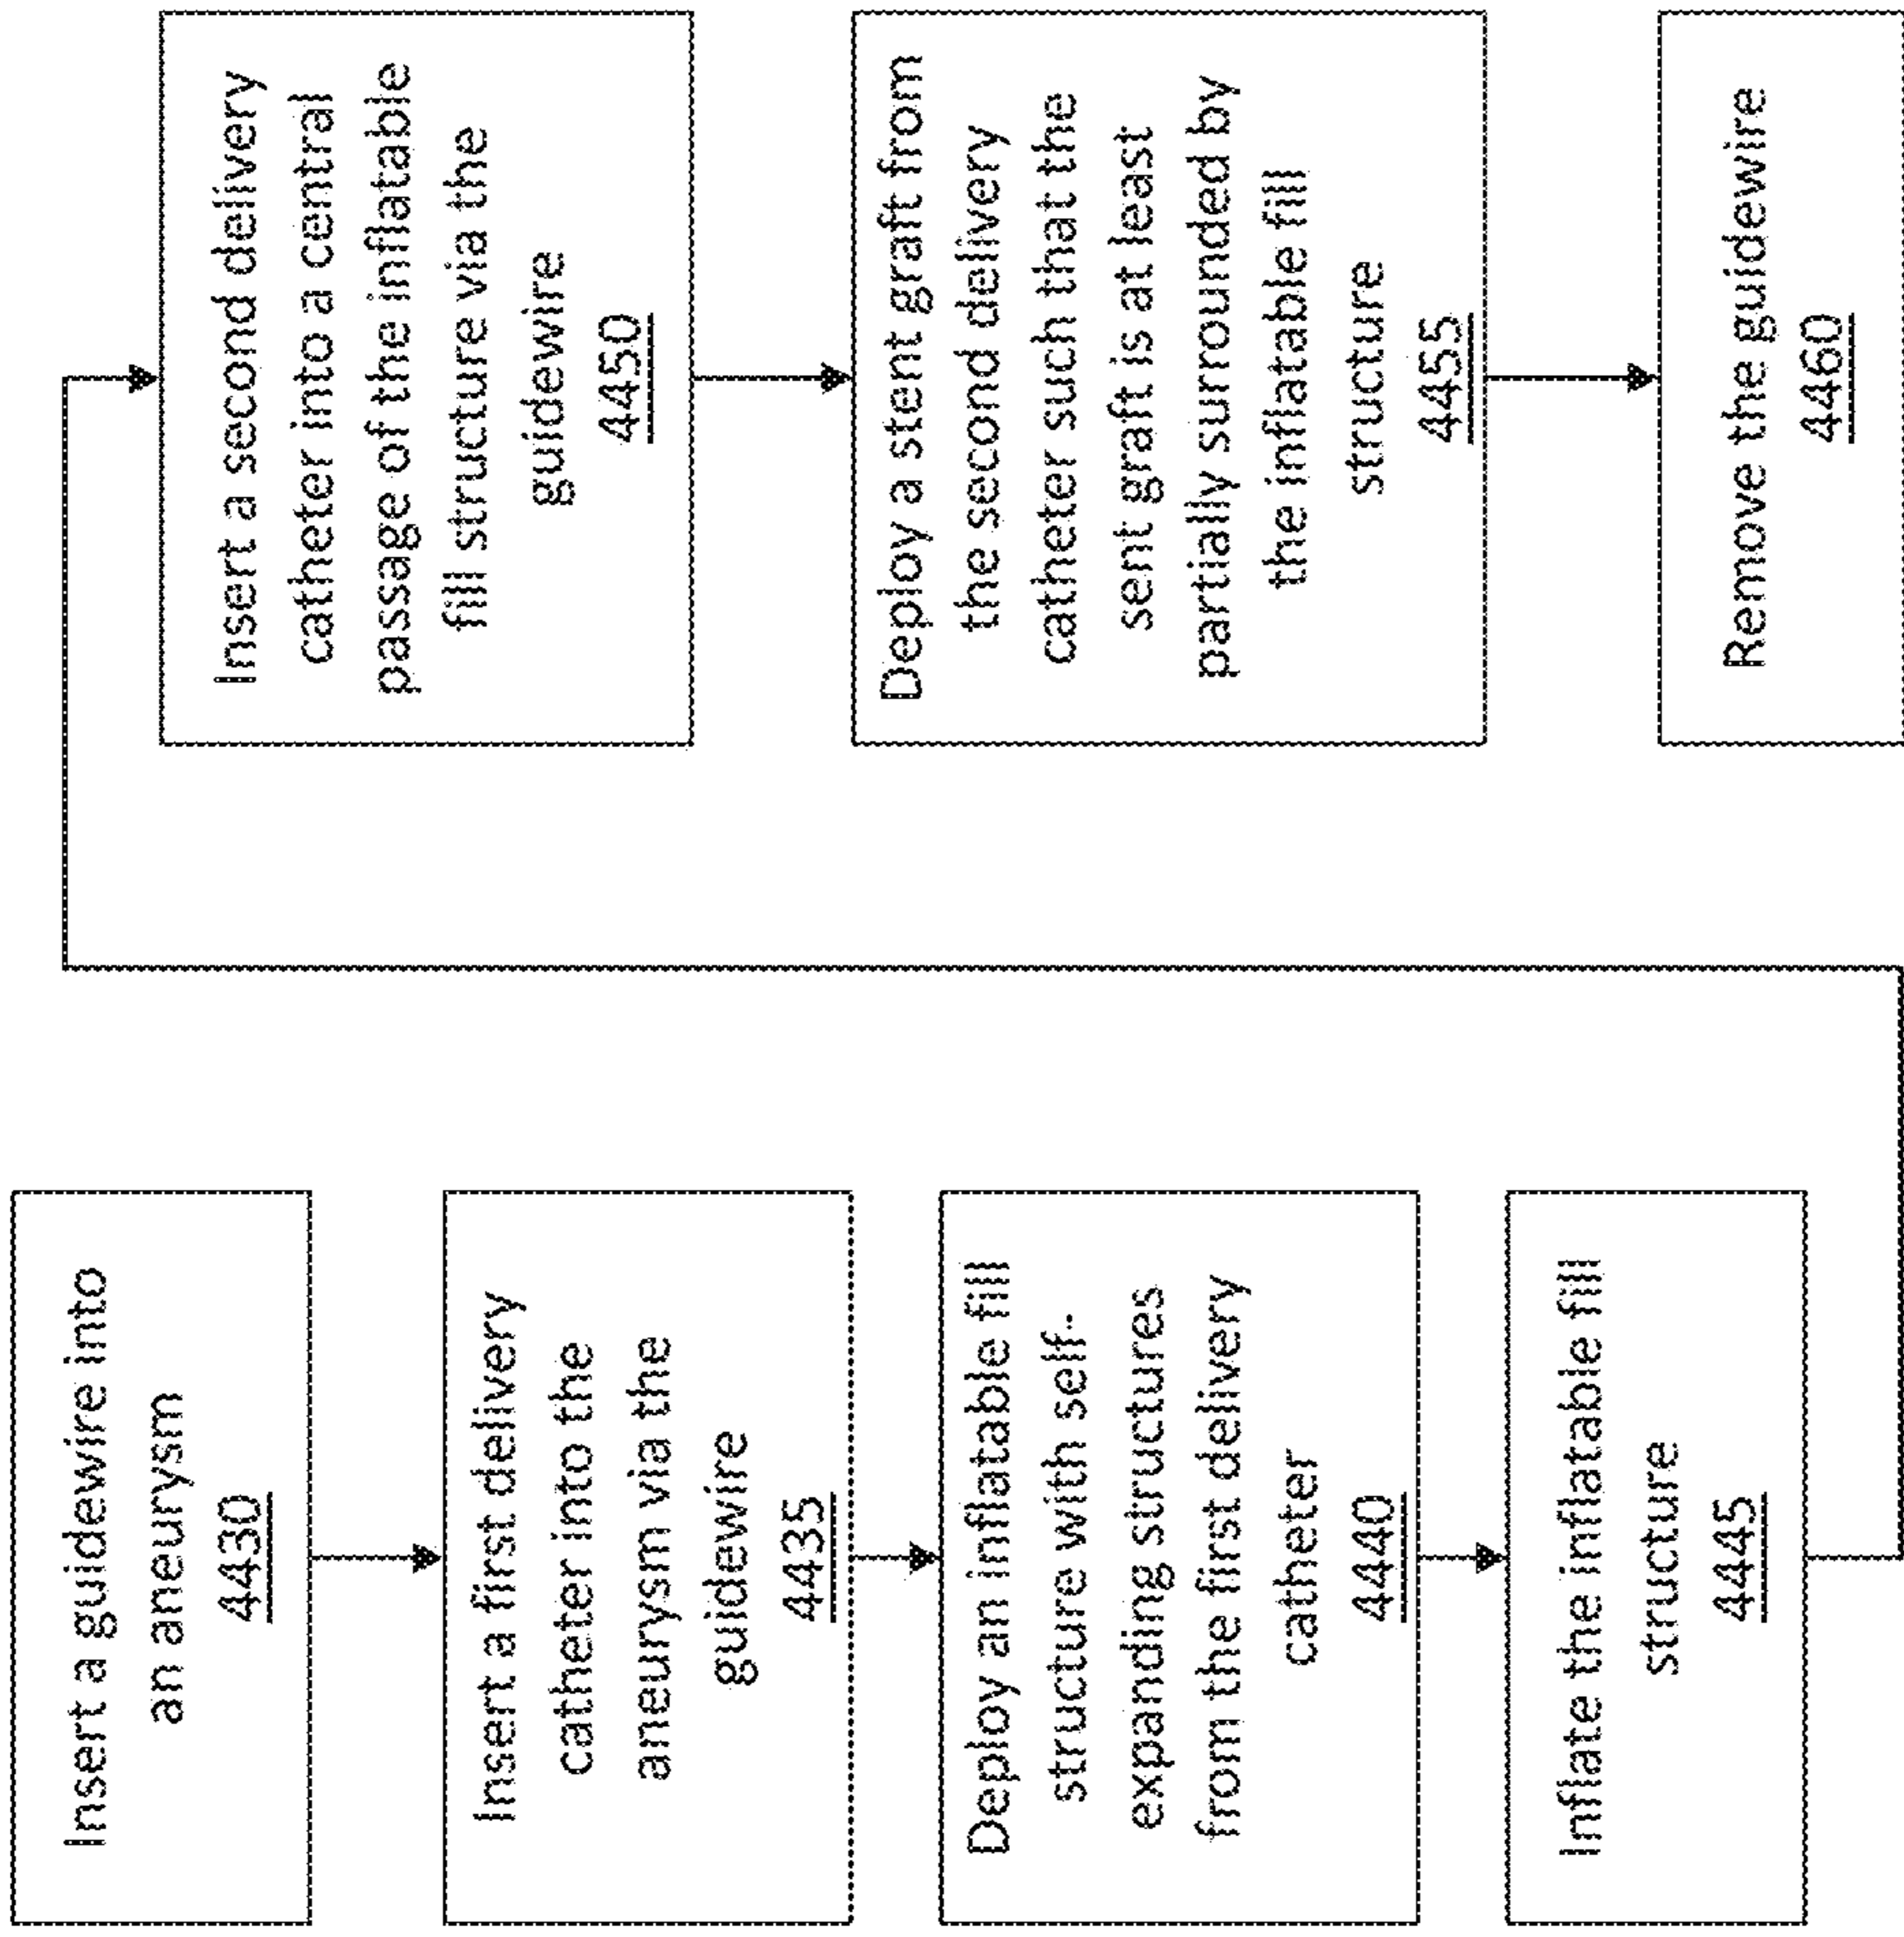 Insert a guidewire into
an aneurysm
4430
Insert a first delivery
catheter into the
aneurysm via the
guidewire
4435
Deploy an inflatable fill
structure with self-
expanding structures
from the first delivery
catheter
4440
Inflate the inflatable fill
structure
4445
Insert a second delivery
catheter into a central
passage of the inflatable
fill structure via the
guidewire
4450
Deploy a stent graft from
the second delivery
catheter such that the
sent graft is at least
partially surrounded by
the inflatable fill
structure
4455
Remove the guidewire
4460